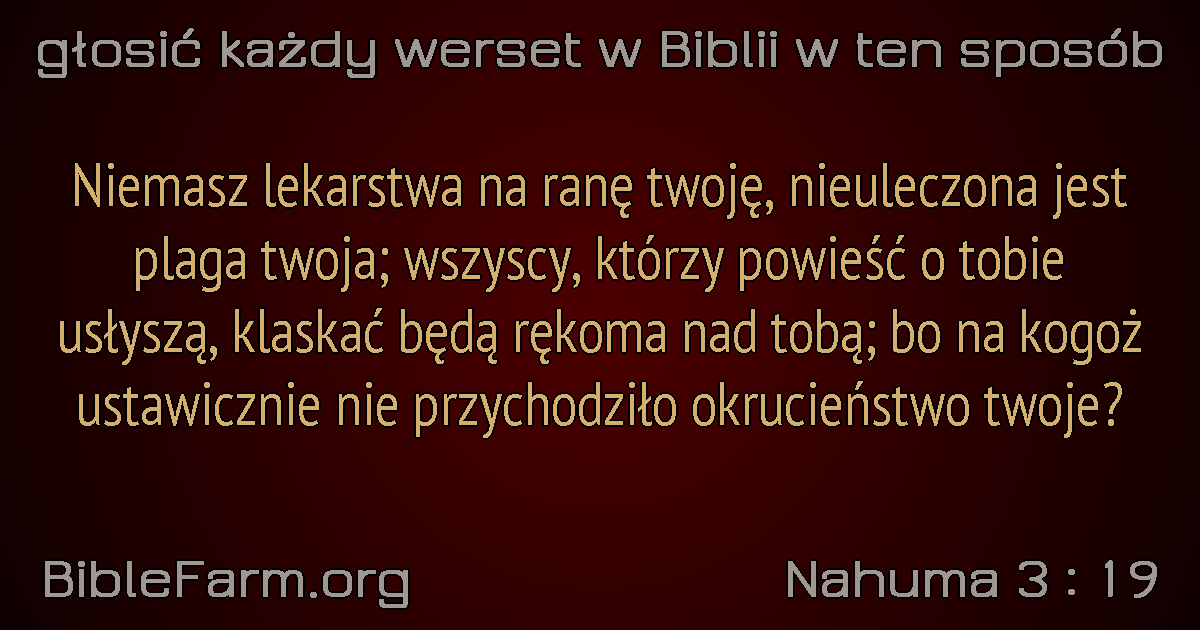 głosić każdy werset w Biblii w ten sposób
Niemasz lekarstwa na ranę twoję, nieuleczona jest
plaga twoja; wszyscy, którzy powieść o tobie
usłyszą, klaskać będą rękoma nad tobą; bo na kogoż
ustawicznie nie przychodziło okrucieństwo twoje?
BibleFarm.org
Nahuma 3 : 19